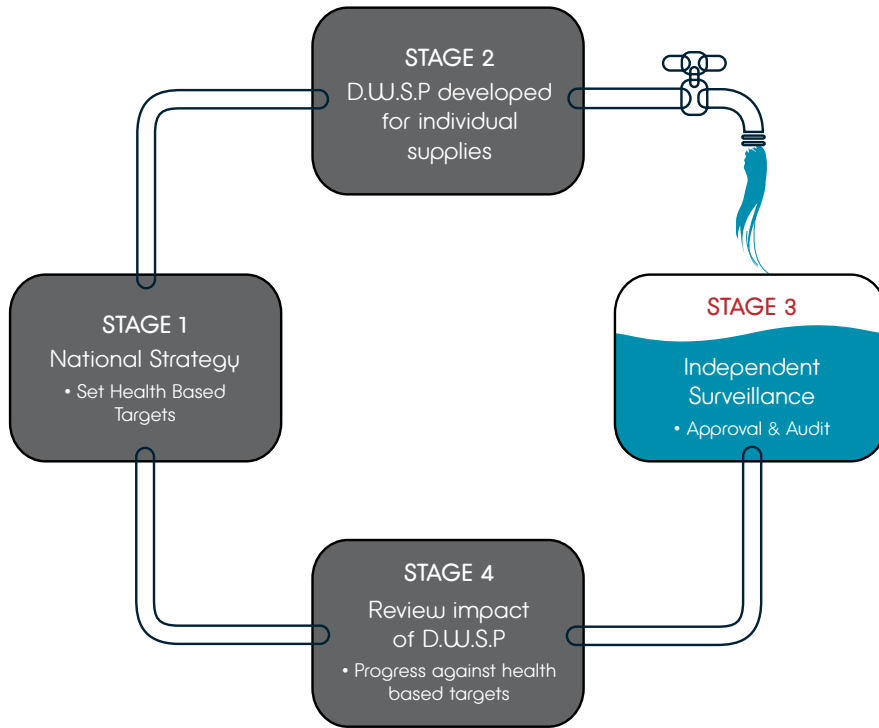 STAGE 2
D.W.S.P developed
for individual
supplies
STAGE 1
National Strategy
• Set Health Based
Targets
STAGE 3
Independent
Surveillance
• Approval & Audit
STAGE 4
Review impact
of D.W.S.P
• Progress against health
based targets